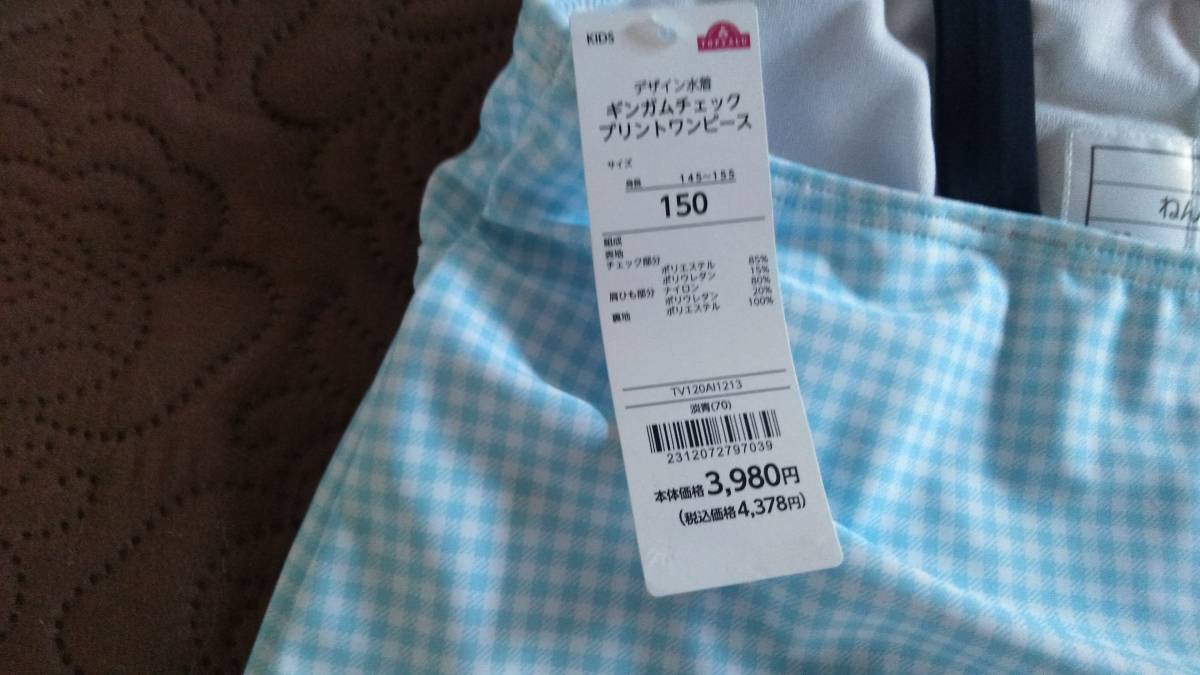 KIDS
TOPVALU
デザイン水着
ギンガムチェック
プリントワンピース
サイズ
身長 145~155
150
組成
表地
チェック部分
ポリエステル 85%
ポリウレタン 15%
肩ひも部分 ナイロン 80%
ポリウレタン 20%
裏地 ポリエステル 100%
TV120AI1213
淡青(70)
2312072797039
本体価格3,980円
(税込価格4,378円)
ねん